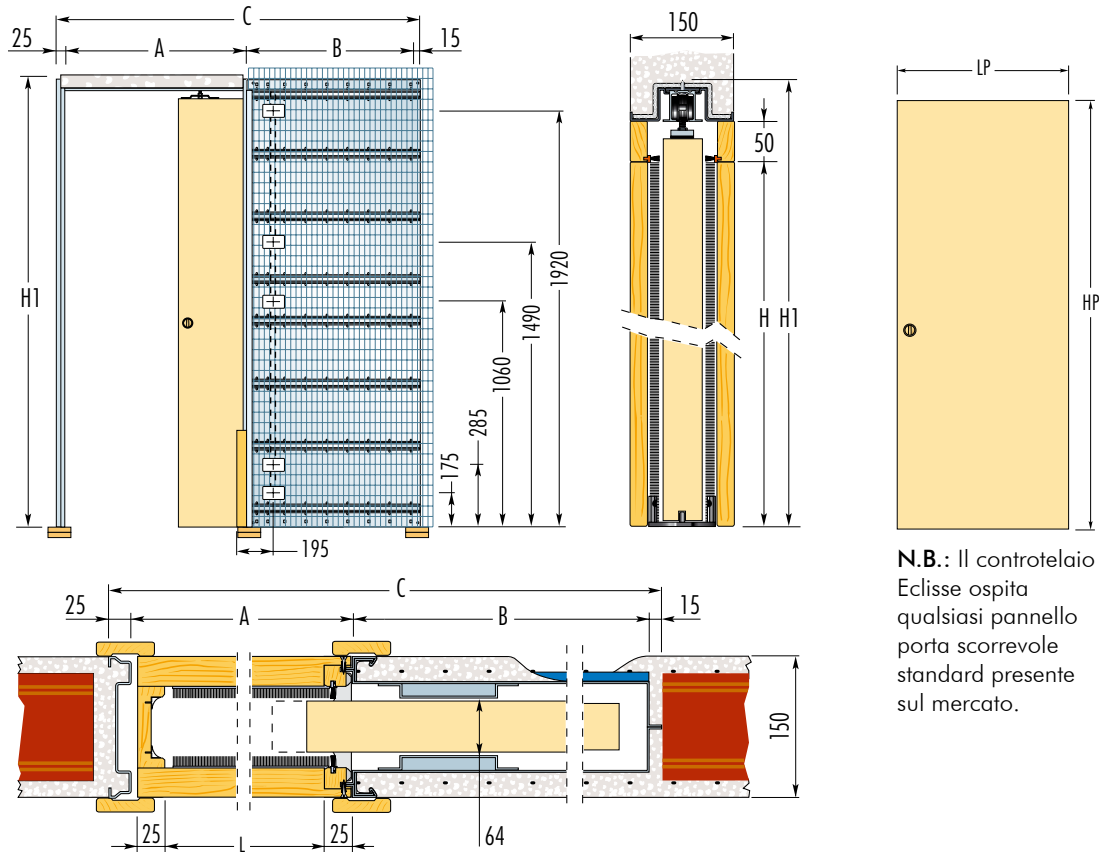 C
25
A
B
15
H1
1920
1490
1060
285
175
195
150
50
H
H1
LP
HP
N.B.: Il controtelaio
Eclisse ospita
qualsiasi pannello
porta scorrevole
standard presente
sul mercato.
C
25
A
B
15
150
25
L
25
64